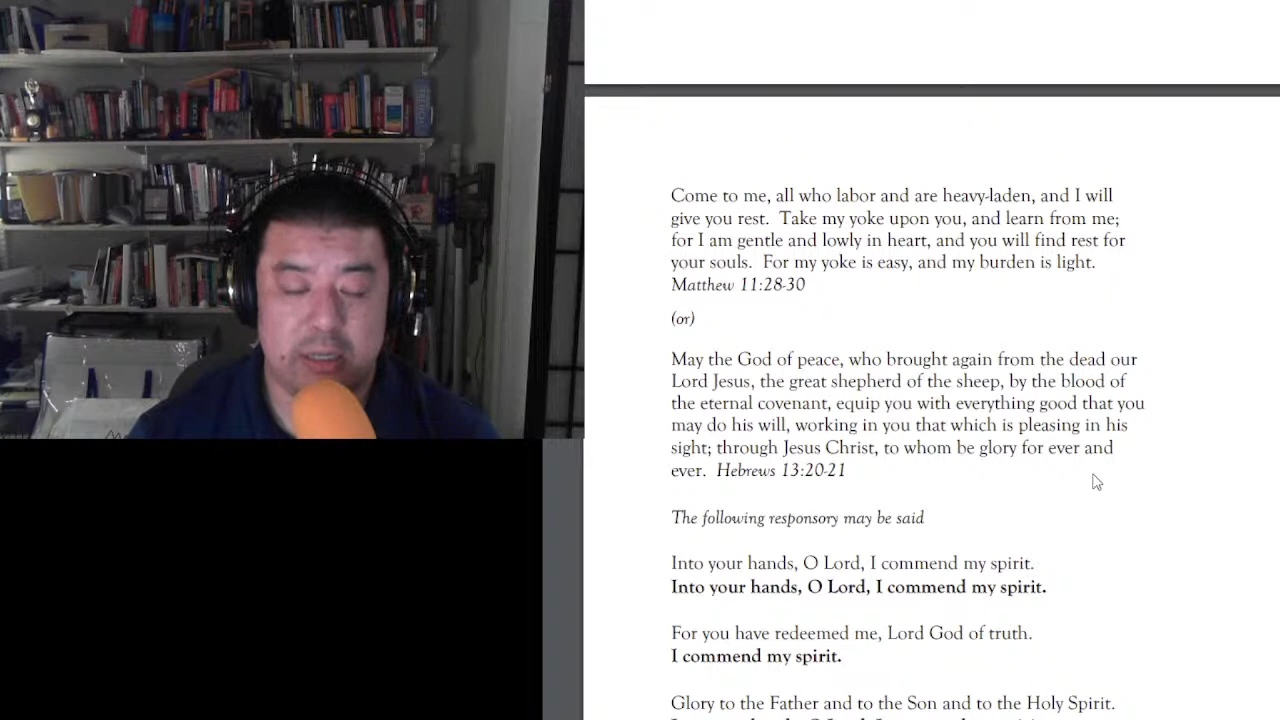 Come to me, all who labor and are heavy-laden, and I will
give you rest.  Take my yoke upon you, and learn from me;
for I am gentle and lowly in heart, and you will find rest for
your souls.  For my yoke is easy, and my burden is light.
Matthew 11:28-30
(or)
May the God of peace, who brought again from the dead our
Lord Jesus, the great shepherd of the sheep, by the blood of
the eternal covenant, equip you with everything good that you
may do his will, working in you that which is pleasing in his
sight; through Jesus Christ, to whom be glory for ever and
ever.  Hebrews 13:20-21
The following responsory may be said
Into your hands, O Lord, I commend my spirit.
Into your hands, O Lord, I commend my spirit.
For you have redeemed me, Lord God of truth.
I commend my spirit.
Glory to the Father and to the Son and to the Holy Spirit.